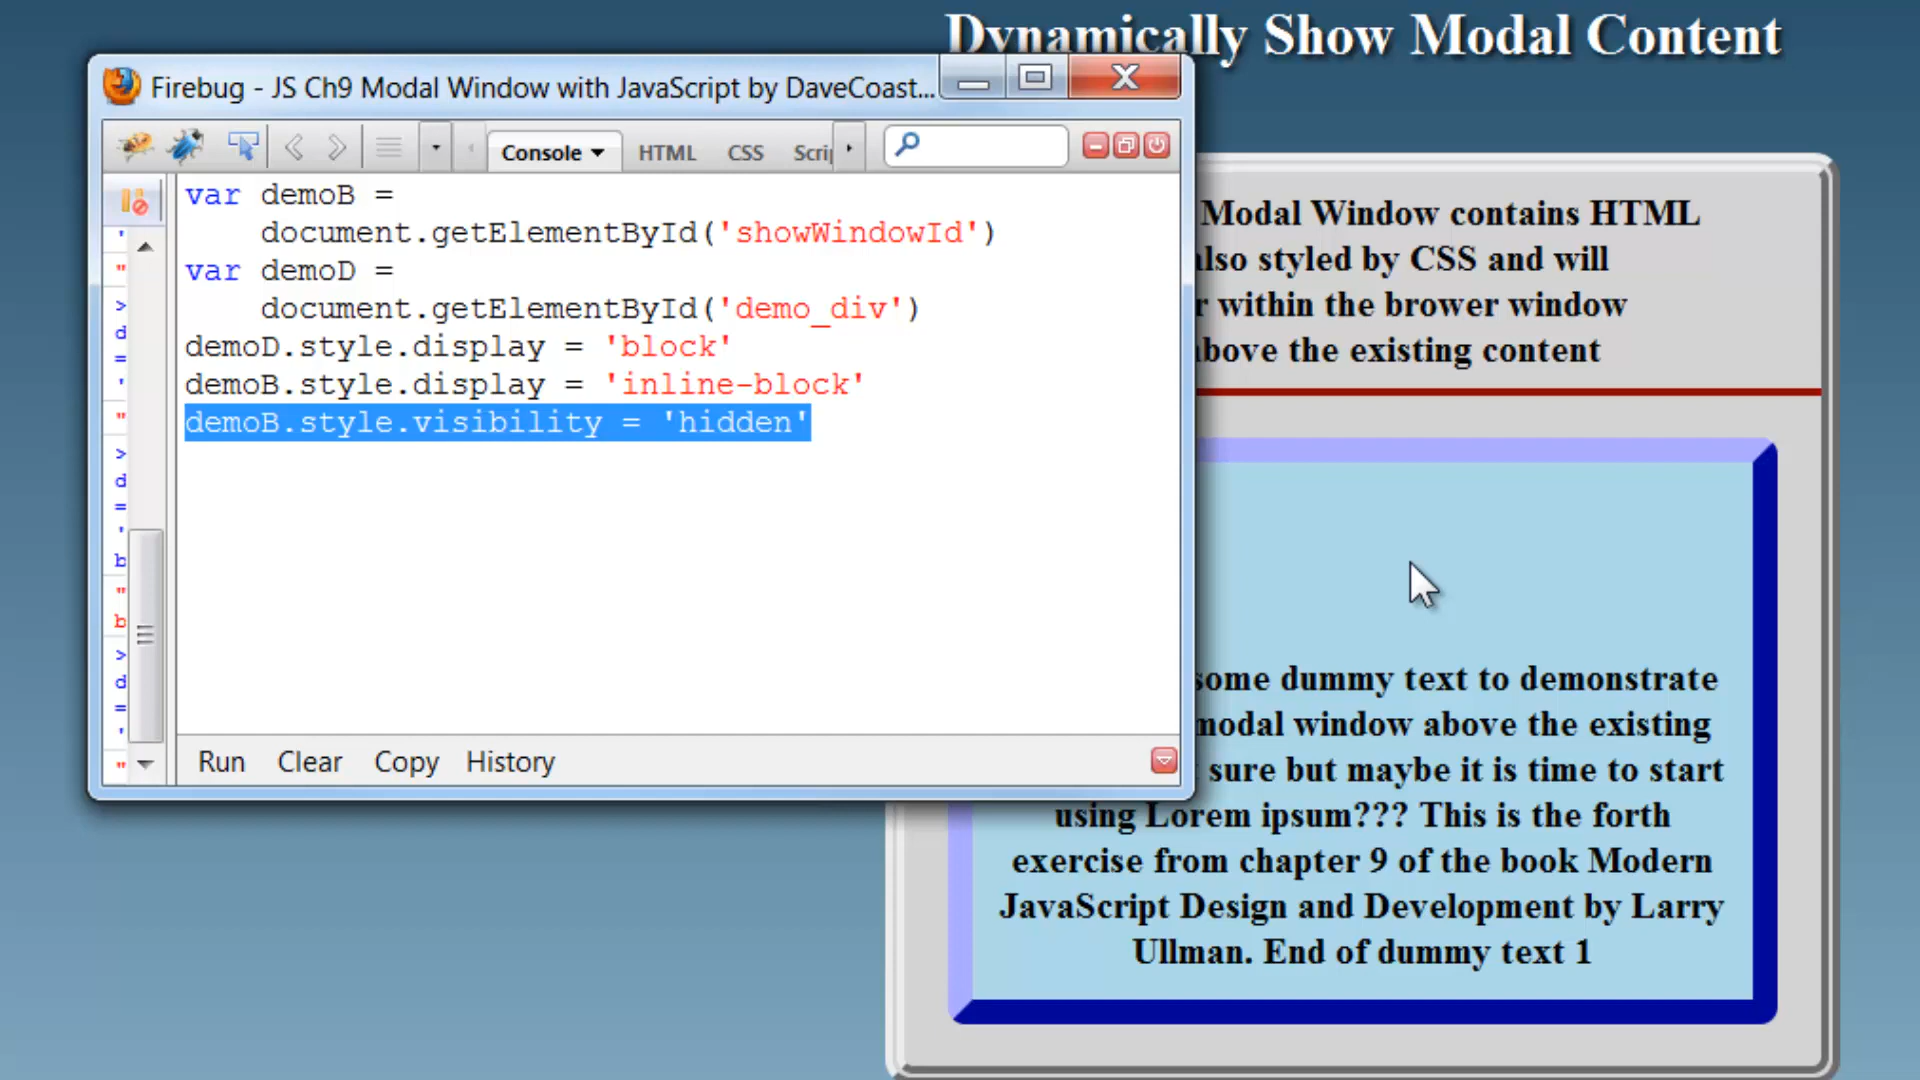 Dynamically Show Modal Content
Firebug - JS Ch9 Modal Window with JavaScript by DaveCoast...
Console HTML CSS Scrip
var demoB =
document.getElementById('showWindowId')
var demoD =
document.getElementById('demo_div')
demoD.style.display = 'block'
demoB.style.display = 'inline-block'
demoB.style.visibility = 'hidden'
Run Clear Copy History
Modal Window contains HTML
also styled by CSS and will
r within the brower window
above the existing content
some dummy text to demonstrate
modal window above the existing
sure but maybe it is time to start
using Lorem ipsum??? This is the forth
exercise from chapter 9 of the book Modern
JavaScript Design and Development by Larry
Ullman. End of dummy text 1